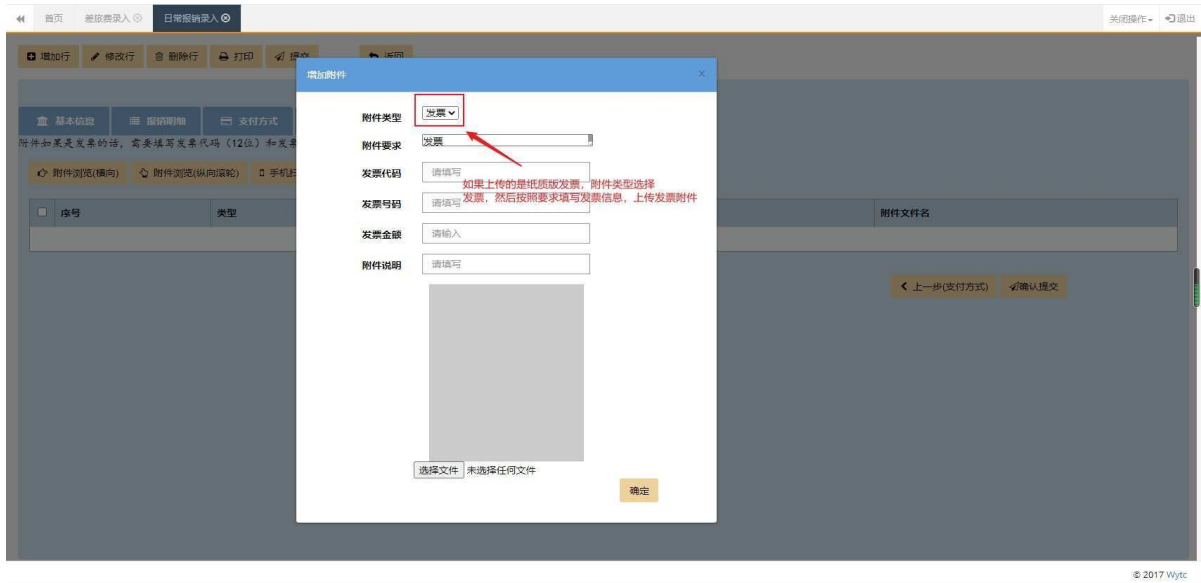 首页 差旅费录入 日常报销录入 关闭操作 退出
增加行 修改行 删除行 打印 提交 返回
增加附件 ×
基本信息 报销明细 支付方式
附件类型 发票
附件如果是发票的话，需要填写发票代码（12位）和发票
附件要求 发票
附件浏览(横向) 附件浏览(纵向滚轮) 手机扫
发票代码 请填写
如果上传的是纸质版发票，附件类型选择
发票，然后按照要求填写发票信息，上传发票附件
发票号码 请填写
序号 类型 附件文件名
发票金额 请输入
附件说明 请填写
上一步(支付方式) 确认提交
选择文件 未选择任何文件
确定
© 2017 Wytc